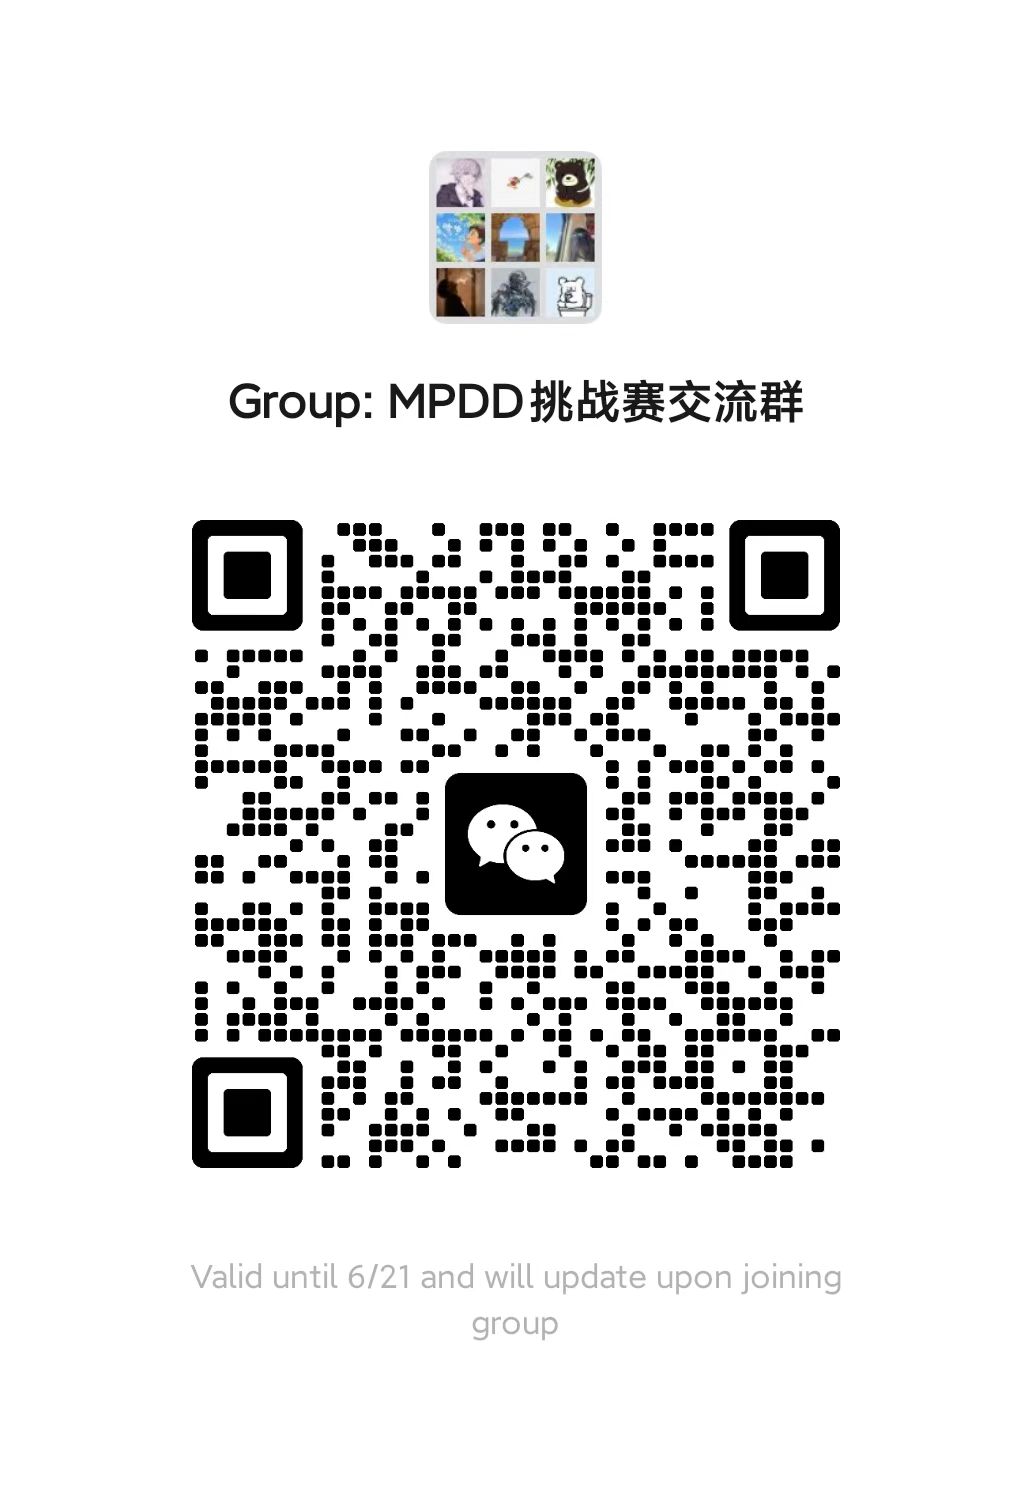 Group: MPDD挑战赛交流群
Valid until 6/21 and will update upon joining
group